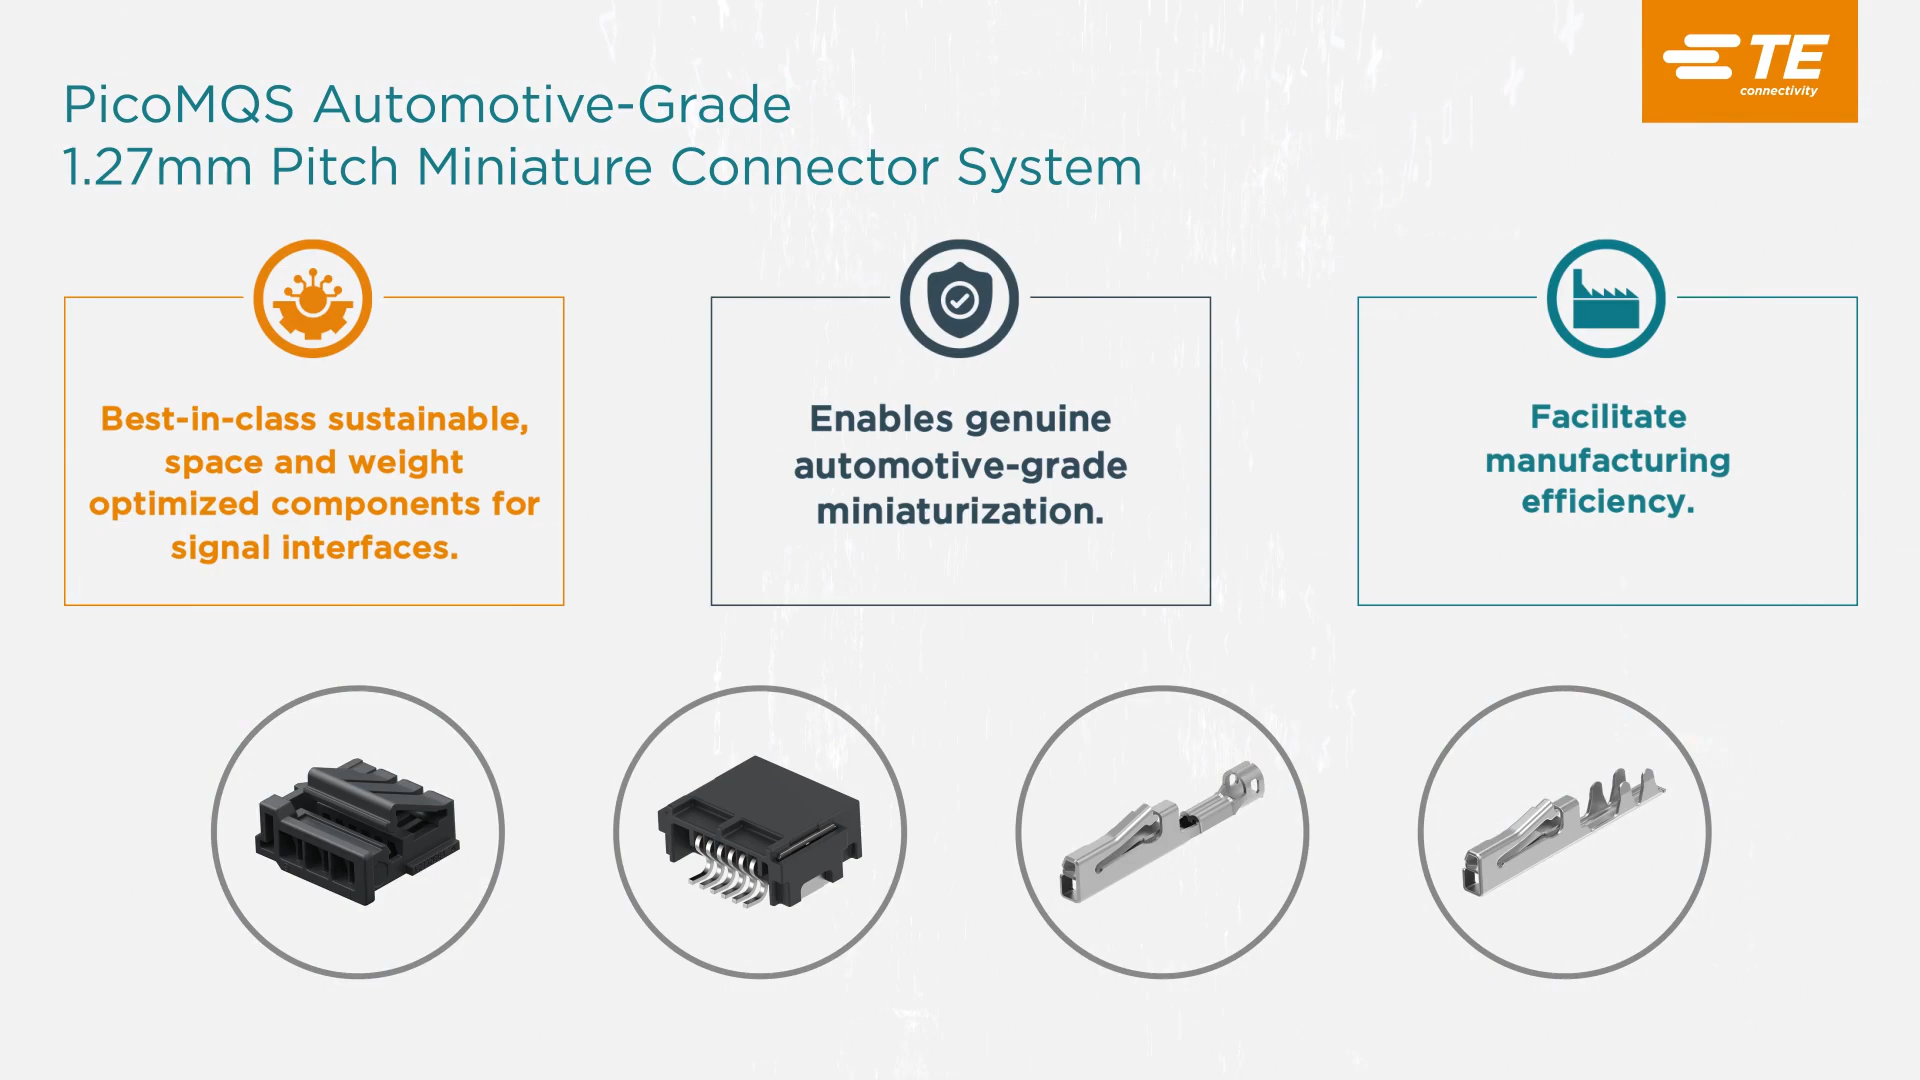 PicoMQS Automotive-Grade
1.27mm Pitch Miniature Connector System
TE
connectivity
Best-in-class sustainable,
space and weight
optimized components for
signal interfaces.
Enables genuine
automotive-grade
miniaturization.
Facilitate
manufacturing
efficiency.